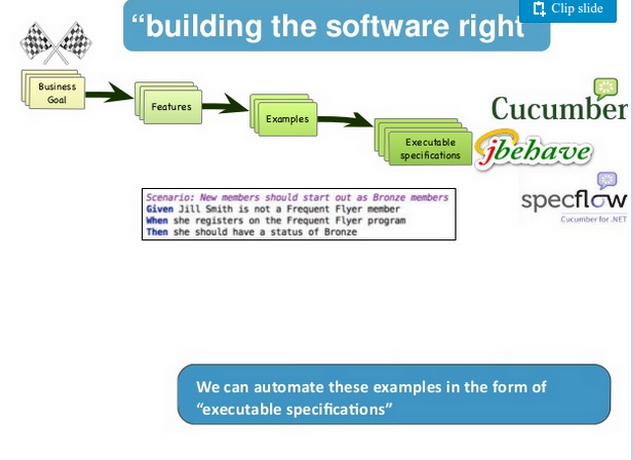 “building the software right
Clip slide
Business
Goal
Features
Examples
Executable
specifications
Cucumber
jbehave
specflow
Cucumber for .NET
Scenario: New members should start out as Bronze members
Given Jill Smith is not a Frequent Flyer member
When she registers on the Frequent Flyer program
Then she should have a status of Bronze
We can automate these examples in the form of
“executable specifications”